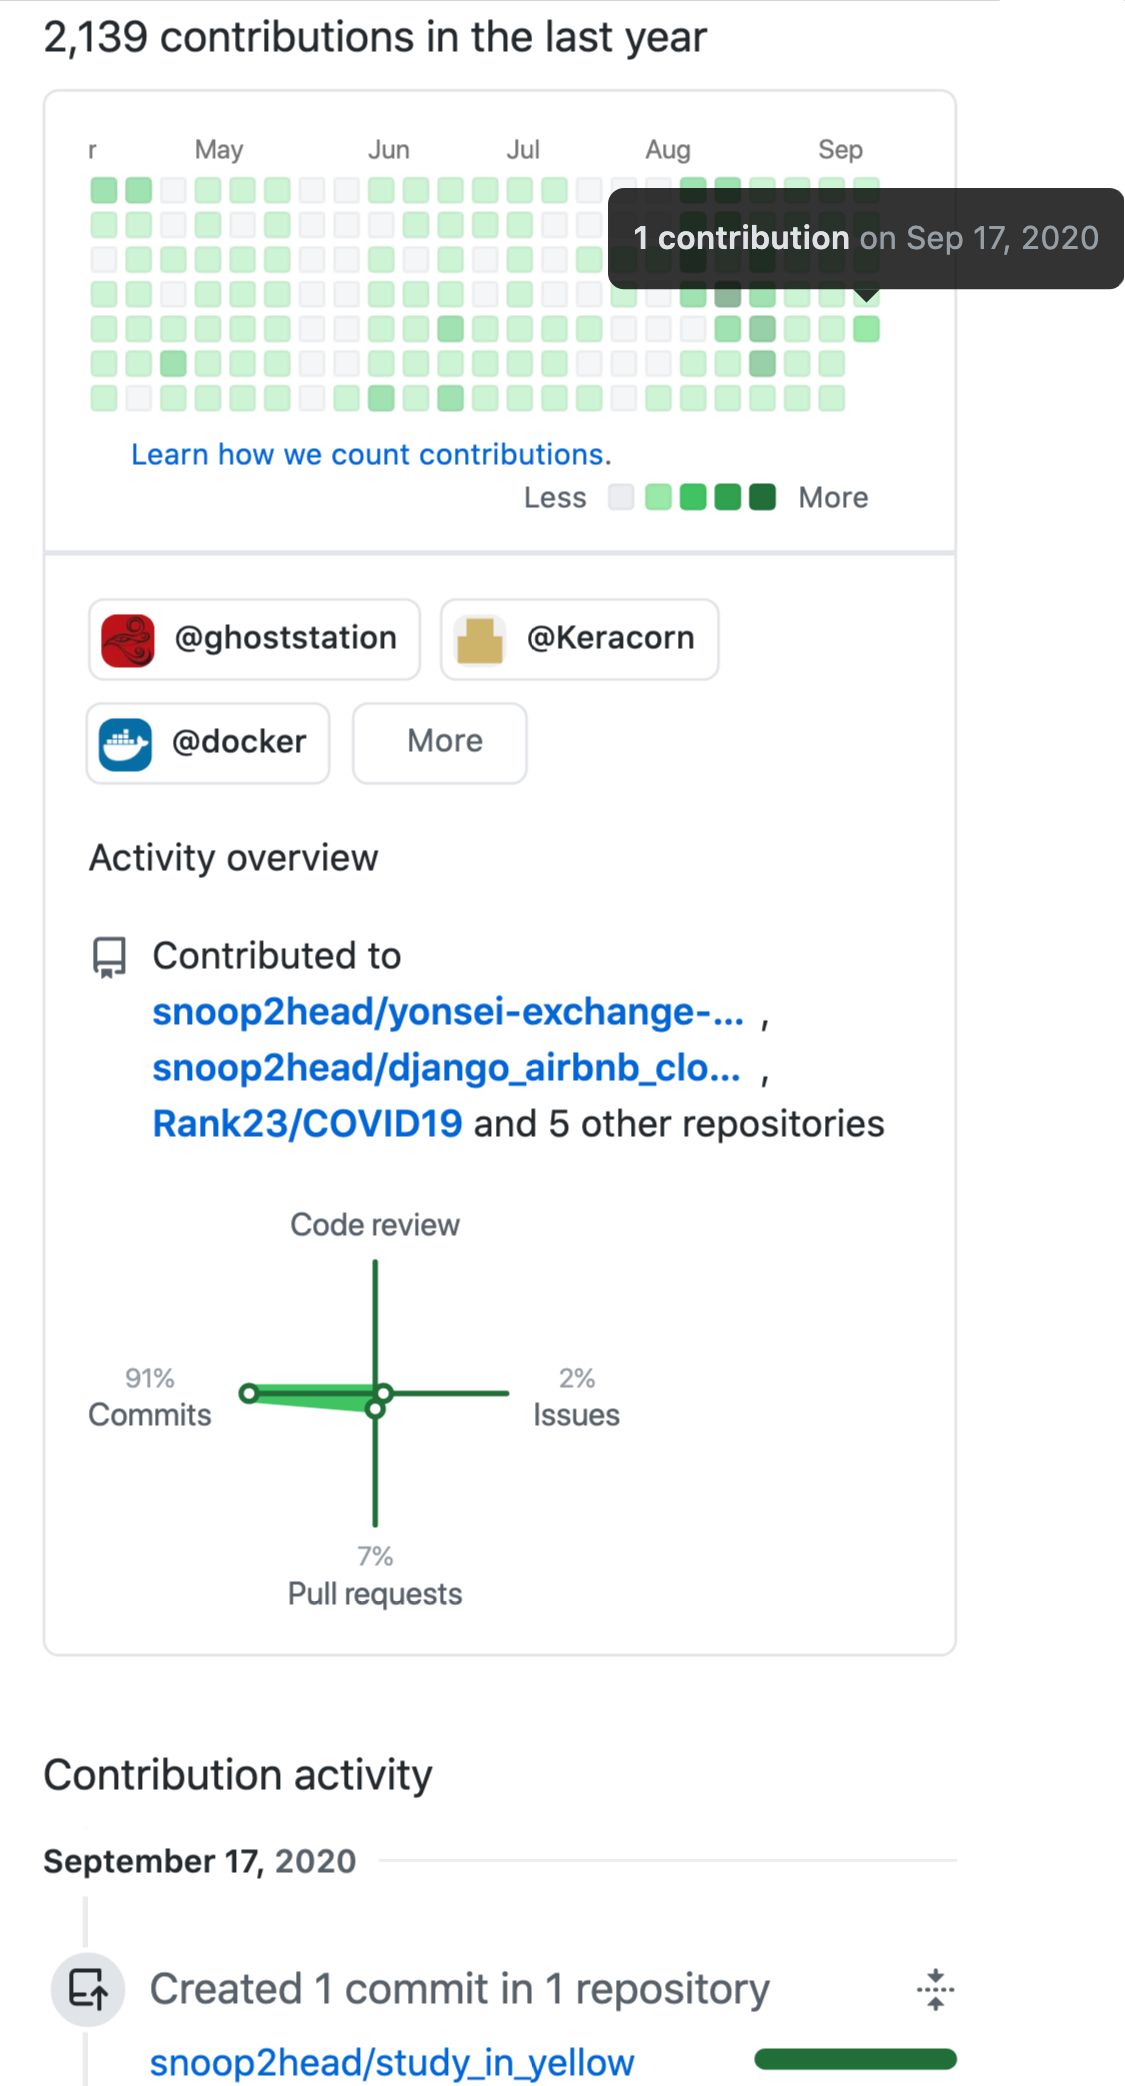 2,139 contributions in the last year
r May Jun Jul Aug Sep
1 contribution on Sep 17, 2020
Learn how we count contributions.
Less More
@ghoststation @Keracorn
@docker More
Activity overview
Contributed to
snoop2head/yonsei-exchange-... ,
snoop2head/django_airbnb_clo... ,
Rank23/COVID19 and 5 other repositories
Code review
91% 2%
Commits Issues
7%
Pull requests
Contribution activity
September 17, 2020
Created 1 commit in 1 repository
snoop2head/study_in_yellow